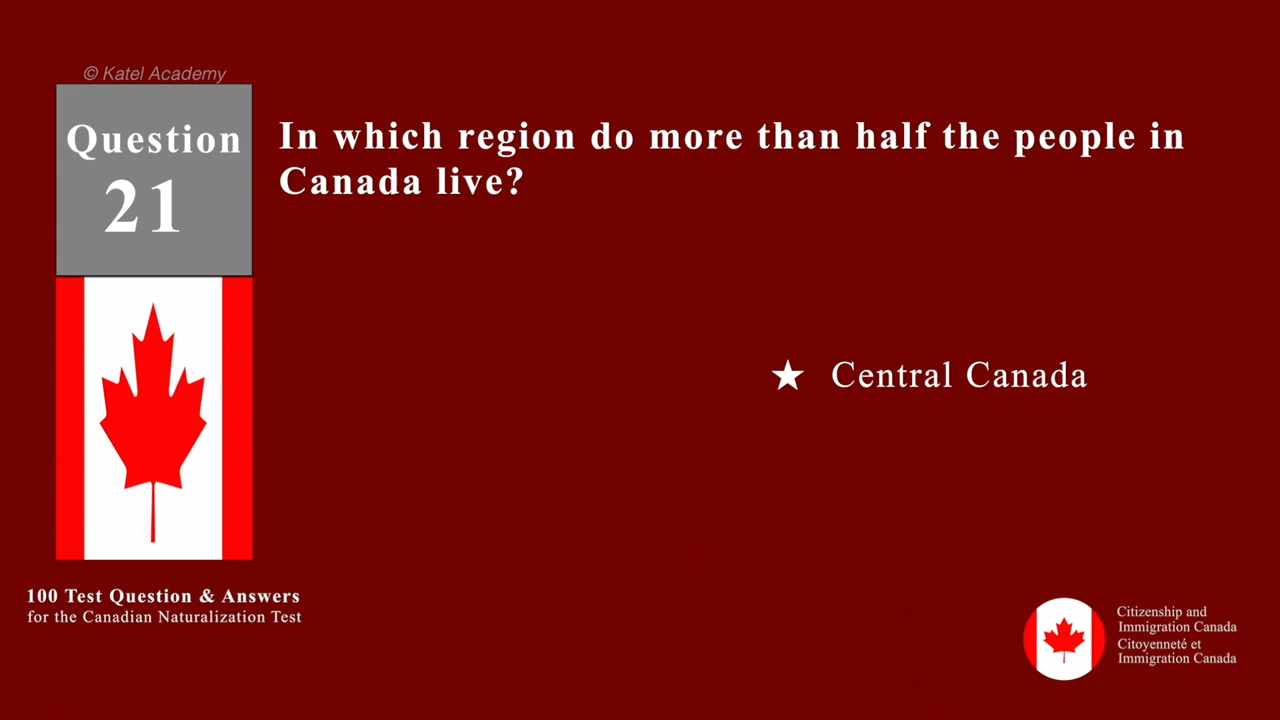 © Katel Academy
Question
21
In which region do more than half the people in
Canada live?
Central Canada
100 Test Question & Answers
for the Canadian Naturalization Test
Citizenship and
Immigration Canada
Citoyenneté et
Immigration Canada